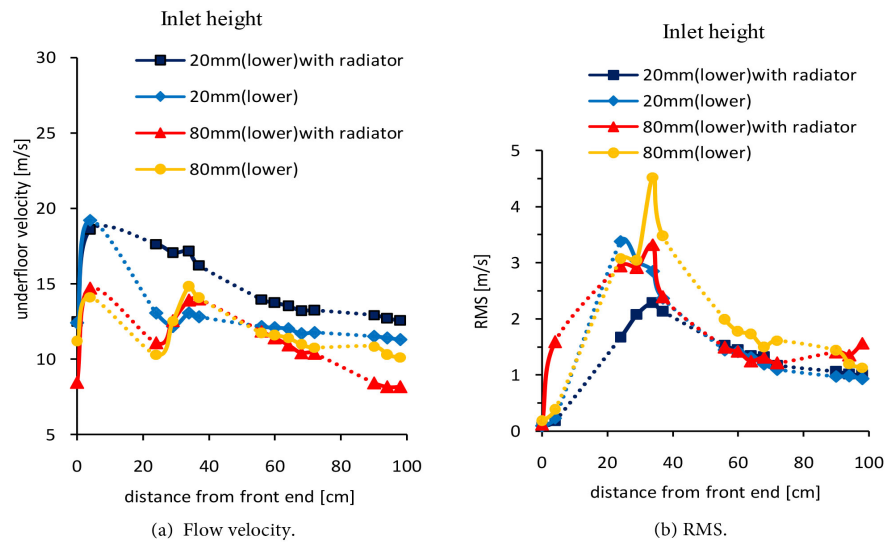 Inlet height
20mm(lower)with radiator
20mm(lower)
80mm(lower)with radiator
80mm(lower)
underfloor velocity [m/s]
30
25
20
15
10
5
0
20
40
60
80
100
distance from front end [cm]
(a) Flow velocity.
Inlet height
20mm(lower)with radiator
20mm(lower)
80mm(lower)with radiator
80mm(lower)
RMS [m/s]
5
4
3
2
1
0
0
20
40
60
80
100
distance from front end [cm]
(b) RMS.